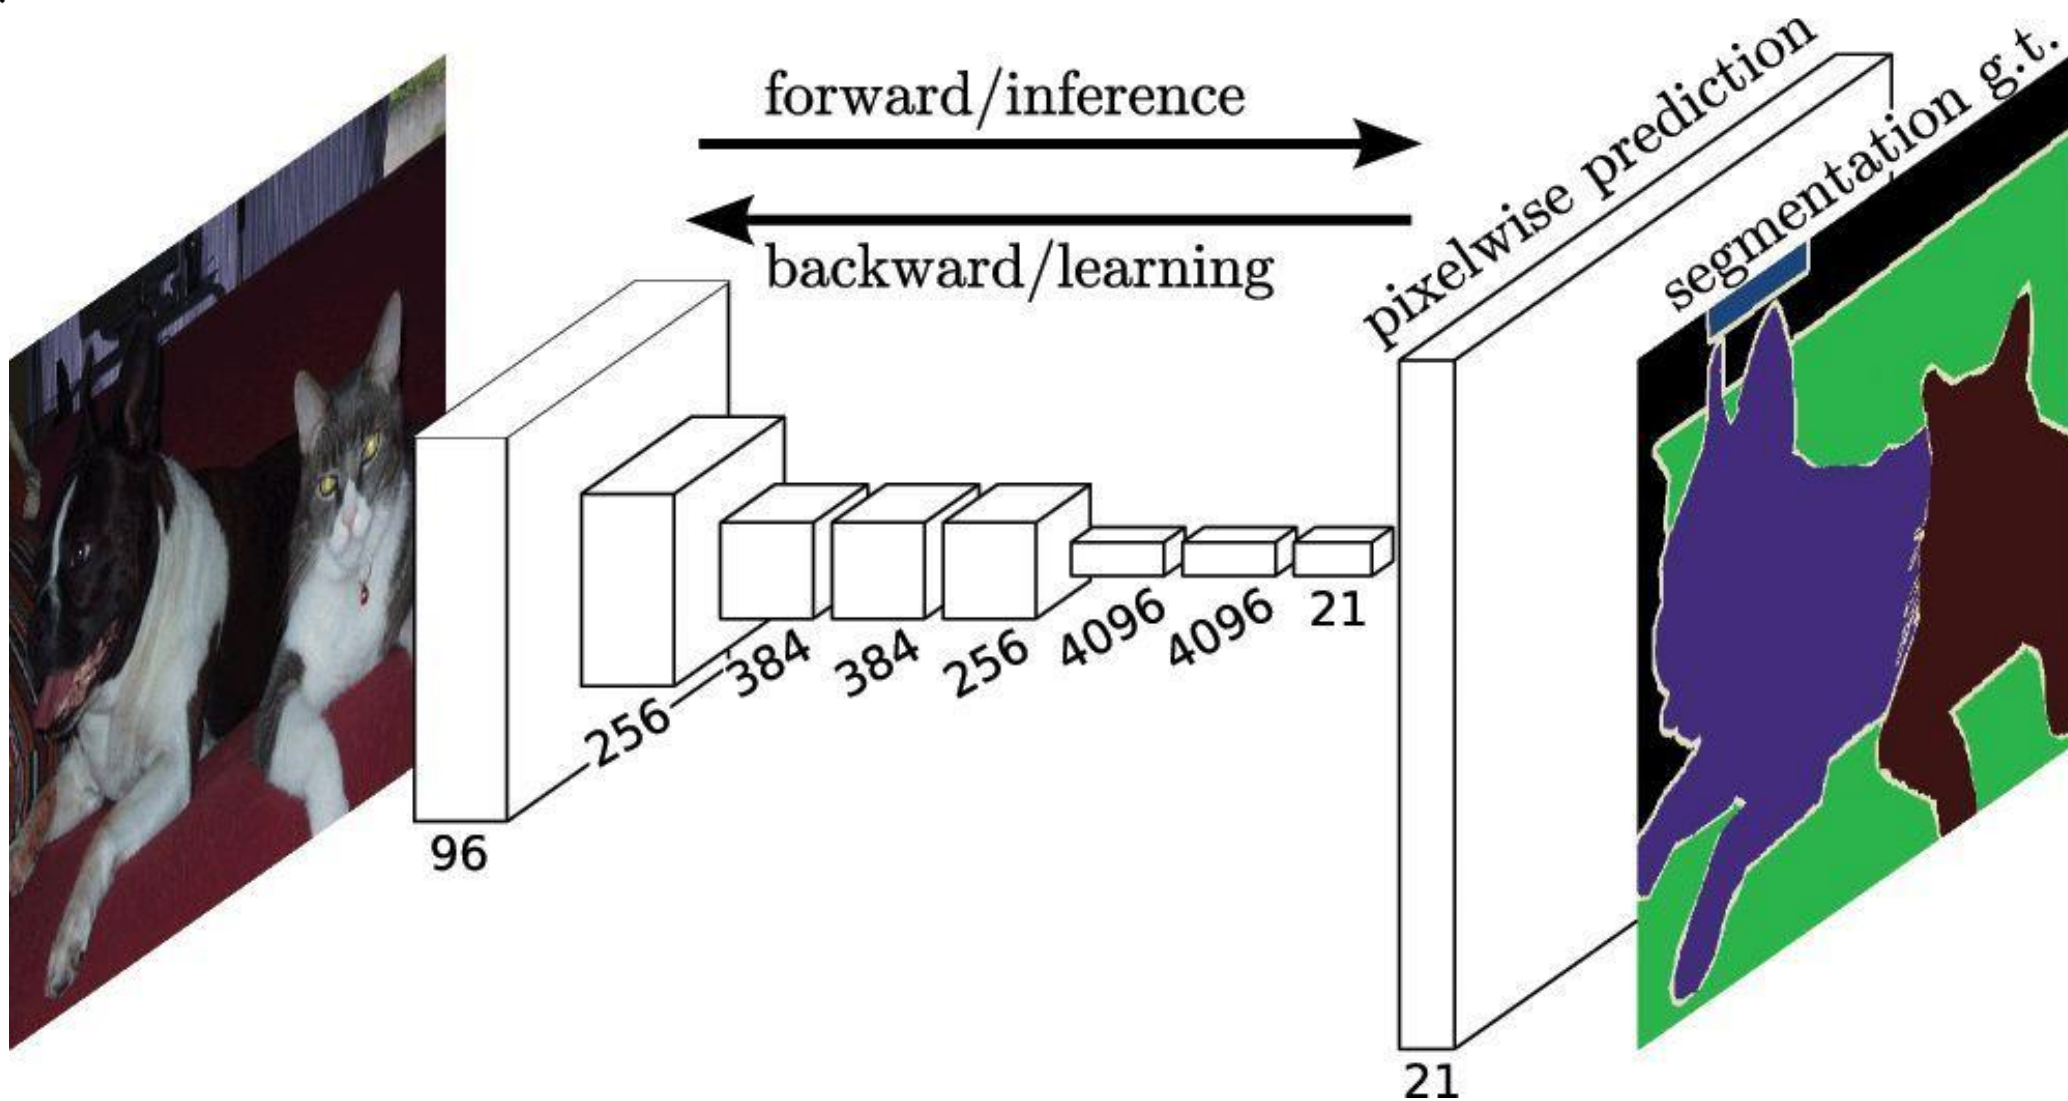 forward/inference
backward/learning
pixelwise prediction
segmentation g.t.
96
256
384
384
256
4096
4096
21
21